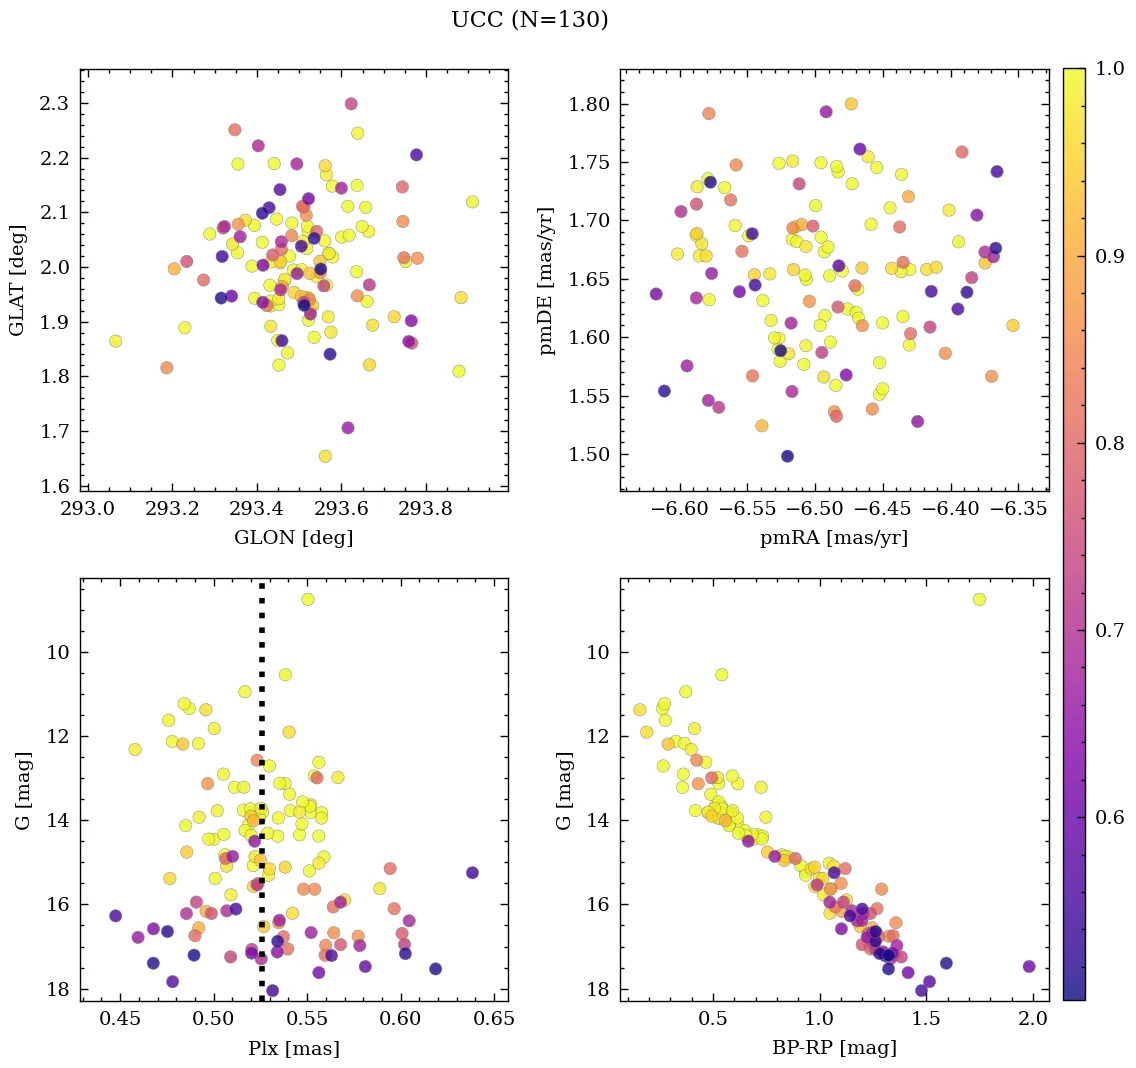 UCC (N=130)
2.3
2.2
2.1
2.0
1.9
1.8
1.7
1.6
GLAT [deg]
293.0 293.2 293.4 293.6 293.8
GLON [deg]
1.80
1.75
1.70
1.65
1.60
1.55
1.50
pmDE [mas/yr]
−6.60 −6.55 −6.50 −6.45 −6.40 −6.35
pmRA [mas/yr]
10
12
14
16
18
G [mag]
0.45 0.50 0.55 0.60 0.65
Plx [mas]
10
12
14
16
18
G [mag]
0.5 1.0 1.5 2.0
BP-RP [mag]
1.0
0.9
0.8
0.7
0.6